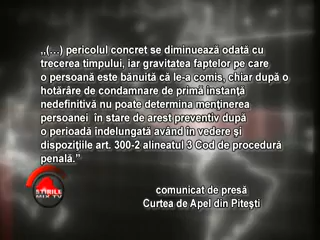 „(…) pericolul concret se diminuează odată cu
trecerea timpului, iar gravitatea faptelor pe care
o persoană este bănuită că le-a comis, chiar după o
hotărâre de condamnare de primă instanţă
nedefinitivă nu poate determina menţinerea
persoanei în stare de arest preventiv după
o perioadă îndelungată având în vedere şi
dispoziţiile art. 300-2 alineatul 3 Cod de procedură
penală.”
comunicat de presă
Curtea de Apel din Piteşti
ŞTIRILE
MIX TV